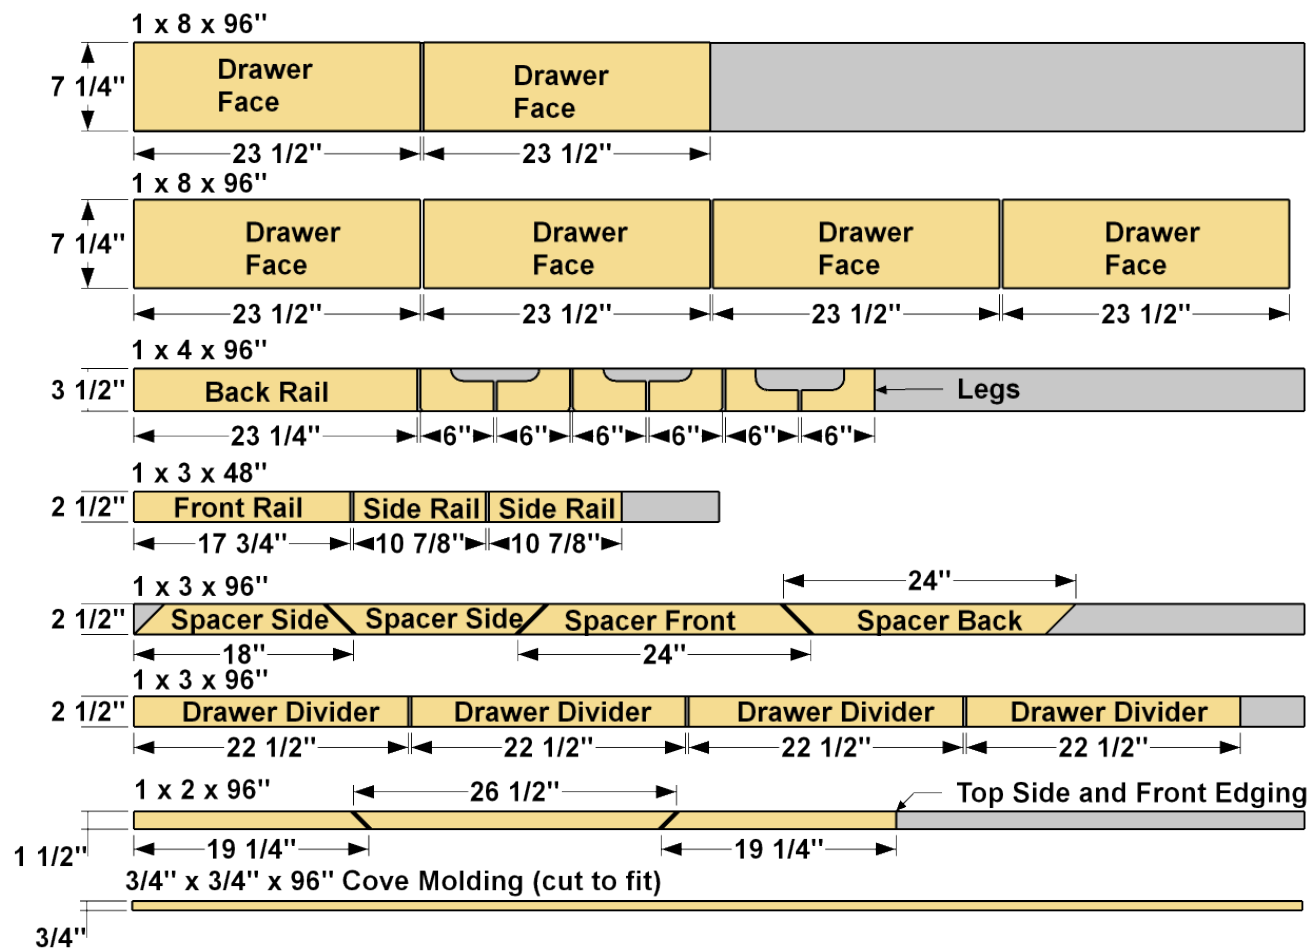 1 x 8 x 96"
7 1/4"
Drawer
Face
Drawer
Face
23 1/2"
23 1/2"
1 x 8 x 96"
7 1/4"
Drawer
Face
Drawer
Face
Drawer
Face
Drawer
Face
23 1/2"
23 1/2"
23 1/2"
23 1/2"
1 x 4 x 96"
3 1/2"
Back Rail
Legs
23 1/4"
6"
6"
6"
6"
6"
6"
1 x 3 x 48"
2 1/2"
Front Rail
Side Rail
Side Rail
17 3/4"
10 7/8"
10 7/8"
1 x 3 x 96"
24"
2 1/2"
Spacer Side
Spacer Side
Spacer Front
Spacer Back
18"
24"
1 x 3 x 96"
2 1/2"
Drawer Divider
Drawer Divider
Drawer Divider
Drawer Divider
22 1/2"
22 1/2"
22 1/2"
22 1/2"
1 x 2 x 96"
26 1/2"
Top Side and Front Edging
1 1/2"
19 1/4"
19 1/4"
3/4" x 3/4" x 96" Cove Molding (cut to fit)
3/4"